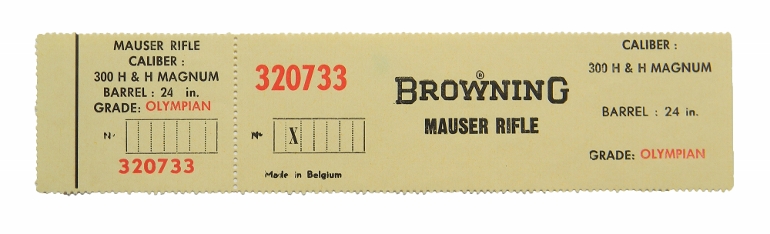 MAUSER RIFLE
CALIBER :
300 H & H MAGNUM
BARREL : 24 in.
GRADE: OLYMPIAN
N·
320733
320733
N· X
Made in Belgium
BROWNING ®
MAUSER RIFLE
CALIBER :
300 H & H MAGNUM
BARREL : 24 in.
GRADE: OLYMPIAN